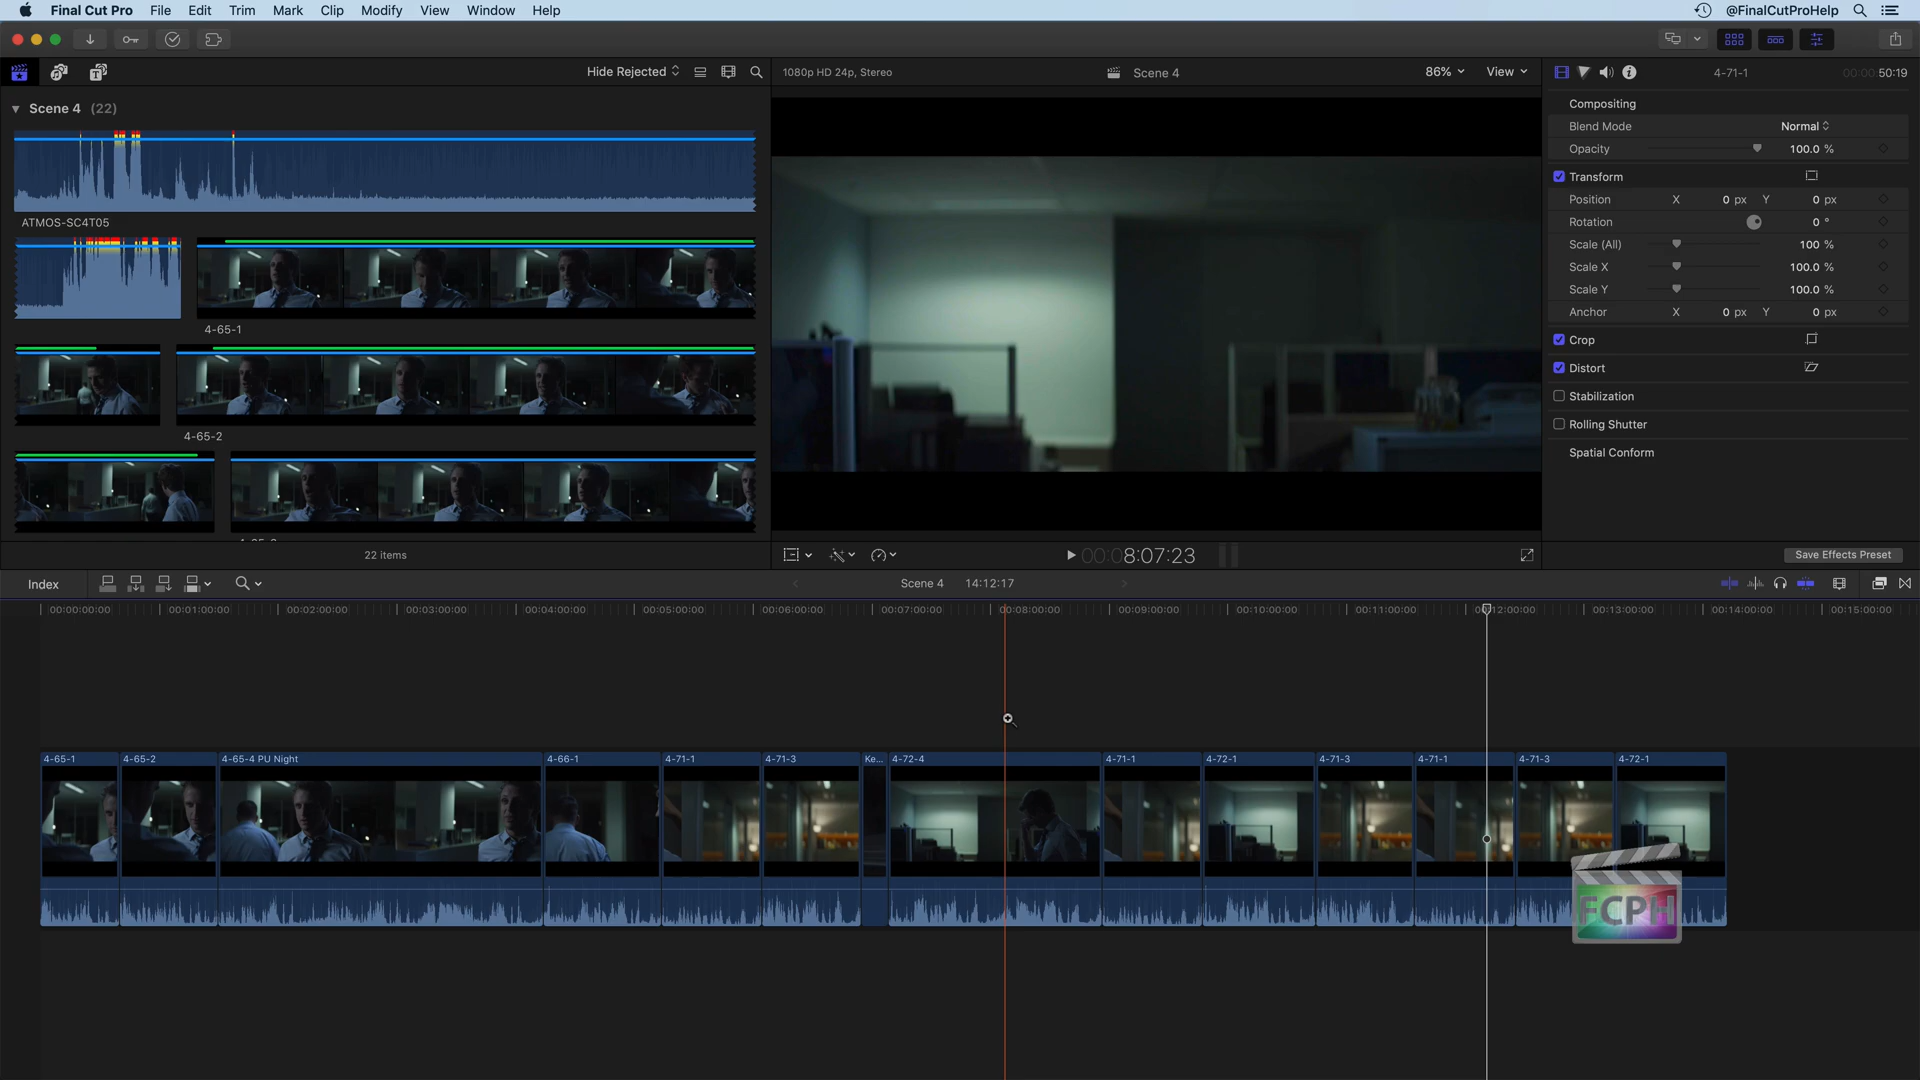 Final Cut Pro File Edit Trim Mark Clip Modify View Window Help @FinalCutProHelp
Hide Rejected 1080p HD 24p, Stereo Scene 4 86% View 4-71-1 00:00:50:19
Scene 4 (22)
ATMOS-SC4T05
4-65-1
4-65-2
22 items
00:08:07:23
Compositing
Blend Mode Normal
Opacity 100.0 %
Transform
Position X 0 px Y 0 px
Rotation 0 °
Scale (All) 100 %
Scale X 100.0 %
Scale Y 100.0 %
Anchor X 0 px Y 0 px
Crop
Distort
Stabilization
Rolling Shutter
Spatial Conform
Save Effects Preset
Index Scene 4 14:12:17
00:00:00:00 00:01:00:00 00:02:00:00 00:03:00:00 00:04:00:00 00:05:00:00 00:06:00:00 00:07:00:00 00:08:00:00 00:09:00:00 00:10:00:00 00:11:00:00 00:12:00:00 00:13:00:00 00:14:00:00 00:15:00:00
4-65-1 4-65-2 4-65-4 PU Night 4-66-1 4-71-1 4-71-3 Ke... 4-72-4 4-71-1 4-72-1 4-71-3 4-71-1 4-71-3 4-72-1
FCPH